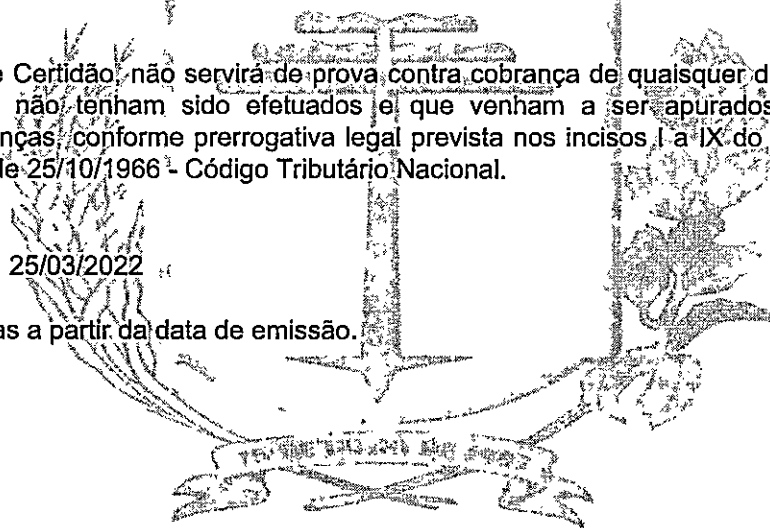 e Certidão, não servirá de prova contra cobrança de quaisquer d
não tenham sido efetuados e que venham a ser apurados
nças, conforme prerrogativa legal prevista nos incisos I a IX do
de 25/10/1966 - Código Tributário Nacional.
25/03/2022
as a partir da data de emissão.